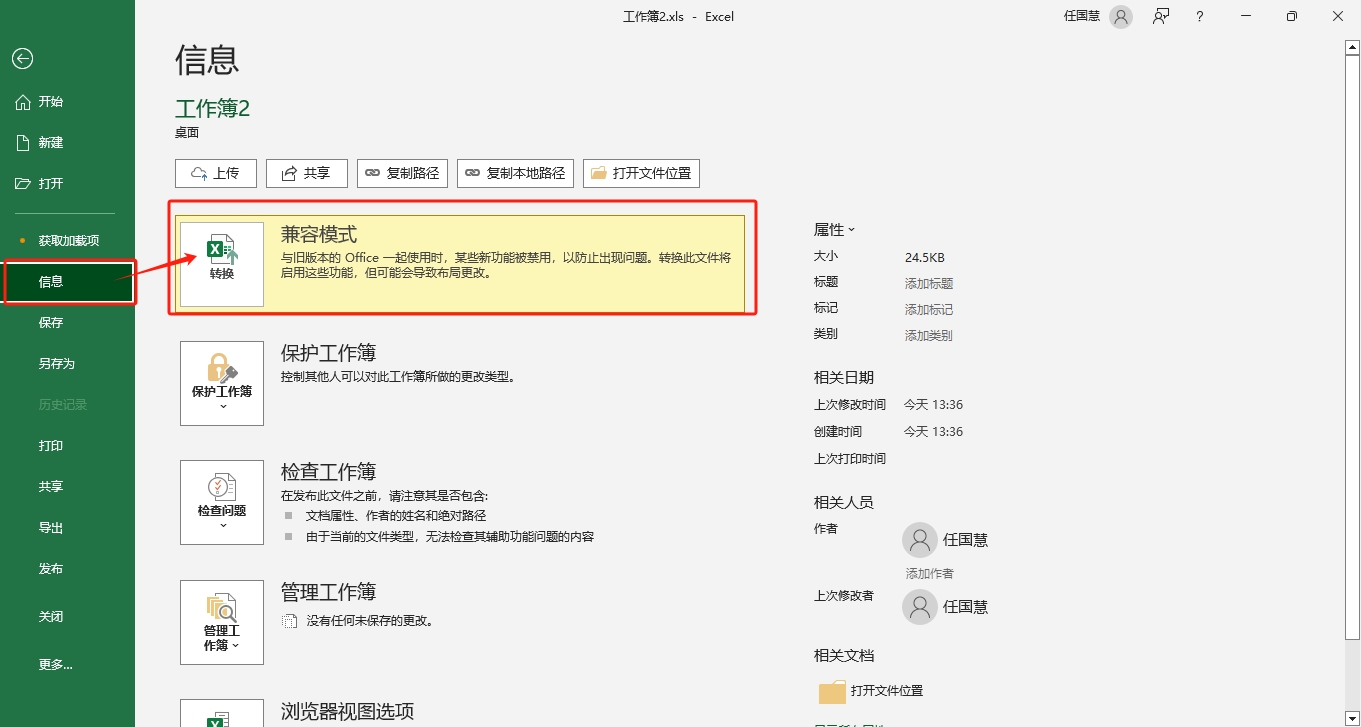 工作簿2.xls - Excel
任国慧
?
开始
新建
打开
获取加载项
信息
保存
另存为
历史记录
打印
共享
导出
发布
关闭
更多...
信息
工作簿2
桌面
上传
共享
复制路径
复制本地路径
打开文件位置
转换
兼容模式
与旧版本的 Office 一起使用时，某些新功能被禁用，以防止出现问题。转换此文件将
启用这些功能，但可能会导致布局更改。
保护工作簿
保护工作簿
控制其他人可以对此工作簿所做的更改类型。
检查问题
检查工作簿
在发布此文件之前，请注意其是否包含:
文档属性、作者的姓名和绝对路径
由于当前的文件类型，无法检查其辅助功能问题的内容
管理工
作簿
管理工作簿
没有任何未保存的更改。
浏览器视图选项
属性
大小 24.5KB
标题 添加标题
标记 添加标记
类别 添加类别
相关日期
上次修改时间 今天 13:36
创建时间 今天 13:36
上次打印时间
相关人员
作者
任国慧
添加作者
上次修改者
任国慧
相关文档
打开文件位置